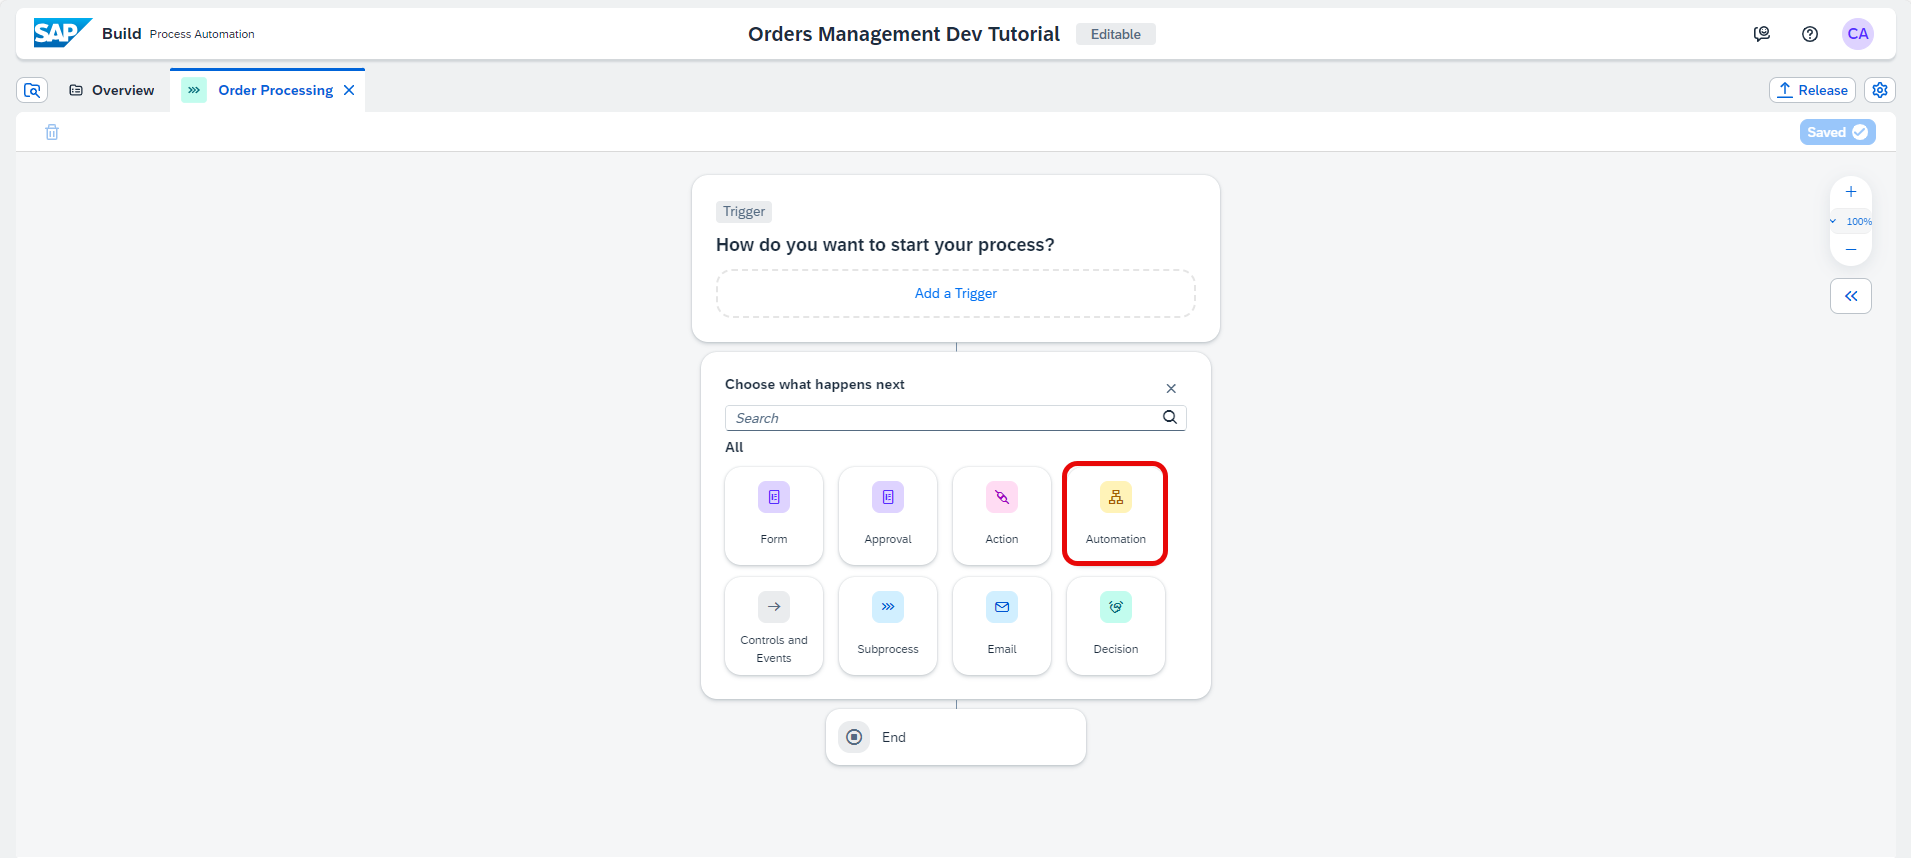 SAP Build Process Automation
Orders Management Dev Tutorial Editable
CA
Overview
Order Processing
Release
Saved
Trigger
How do you want to start your process?
Add a Trigger
100%
Choose what happens next
Search
All
Form Approval Action Automation
Controls and
Events
Subprocess Email Decision
End